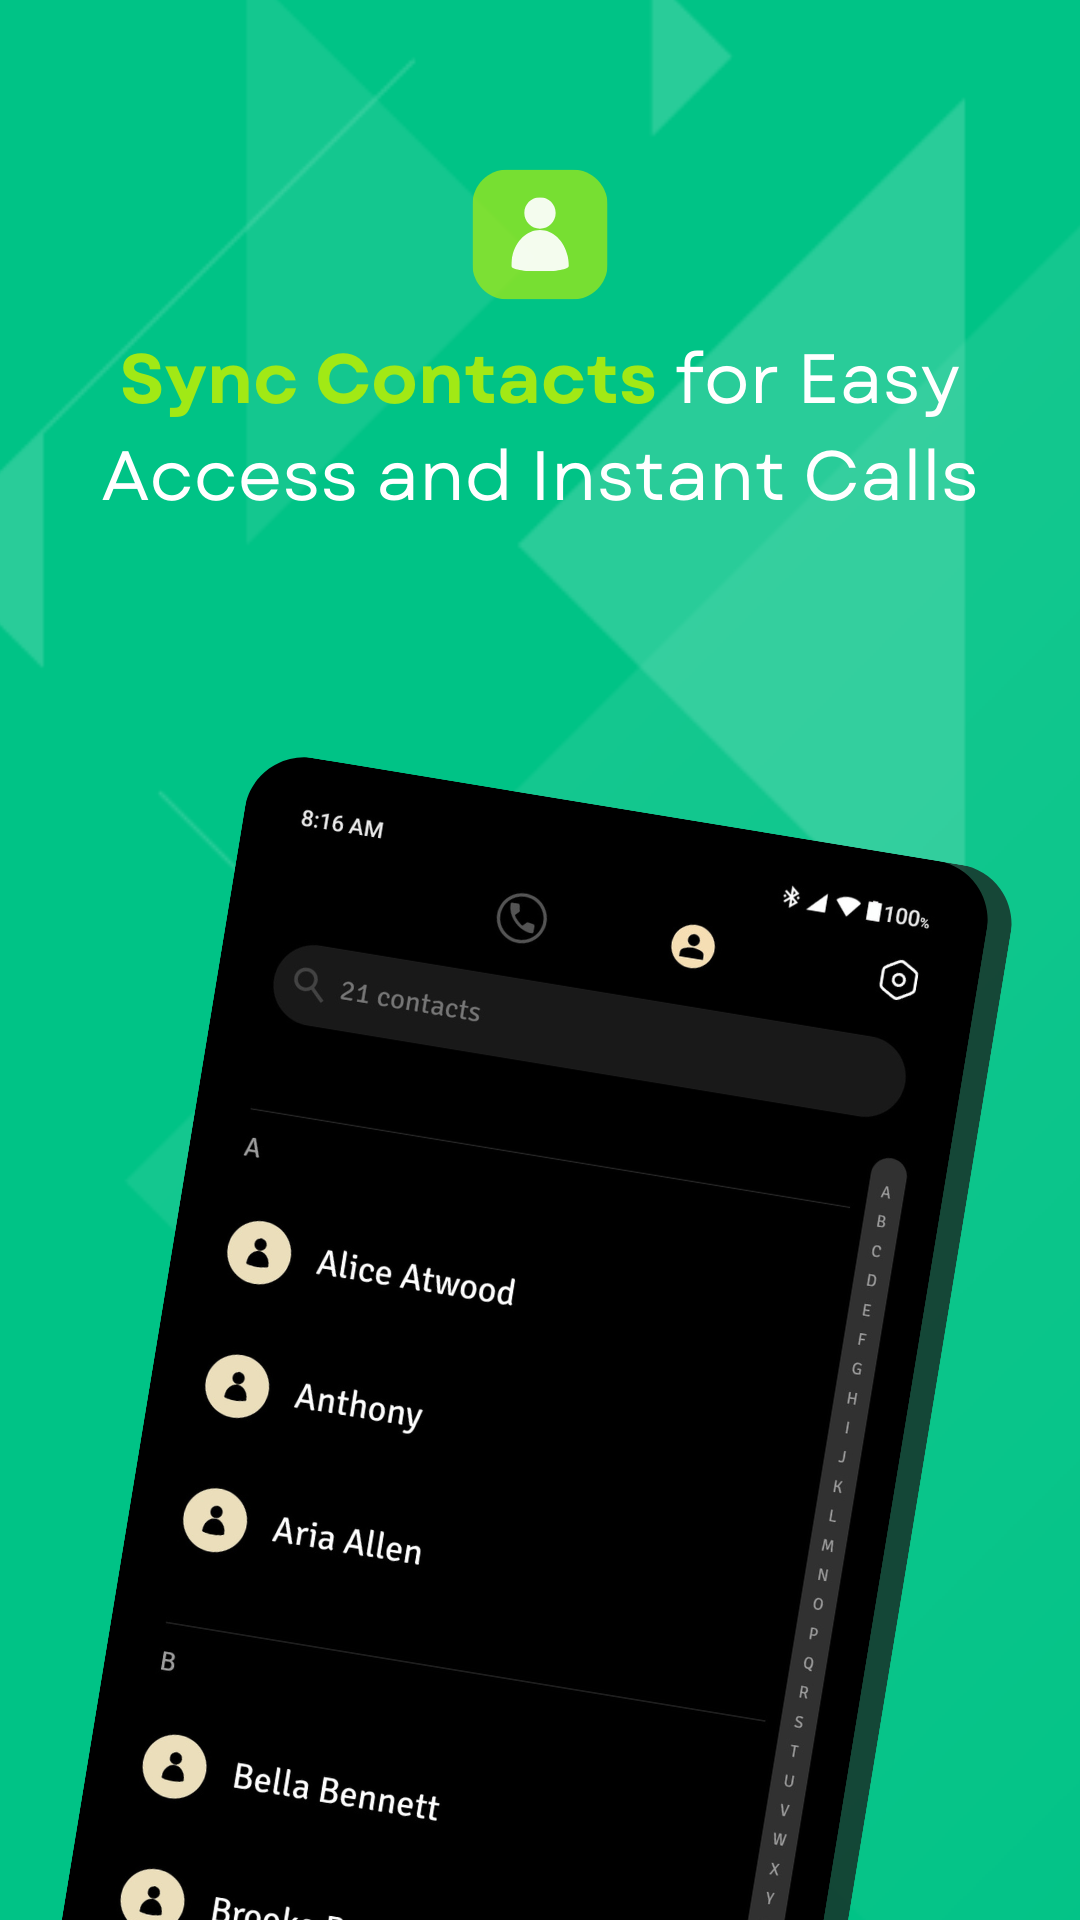 Sync Contacts for Easy
Access and Instant Calls
8:16 AM
100%
21 contacts
A
Alice Atwood
Anthony
Aria Allen
B
Bella Bennett
A
B
C
D
E
F
G
H
I
J
K
L
M
N
O
P
Q
R
S
T
U
V
W
X
Y